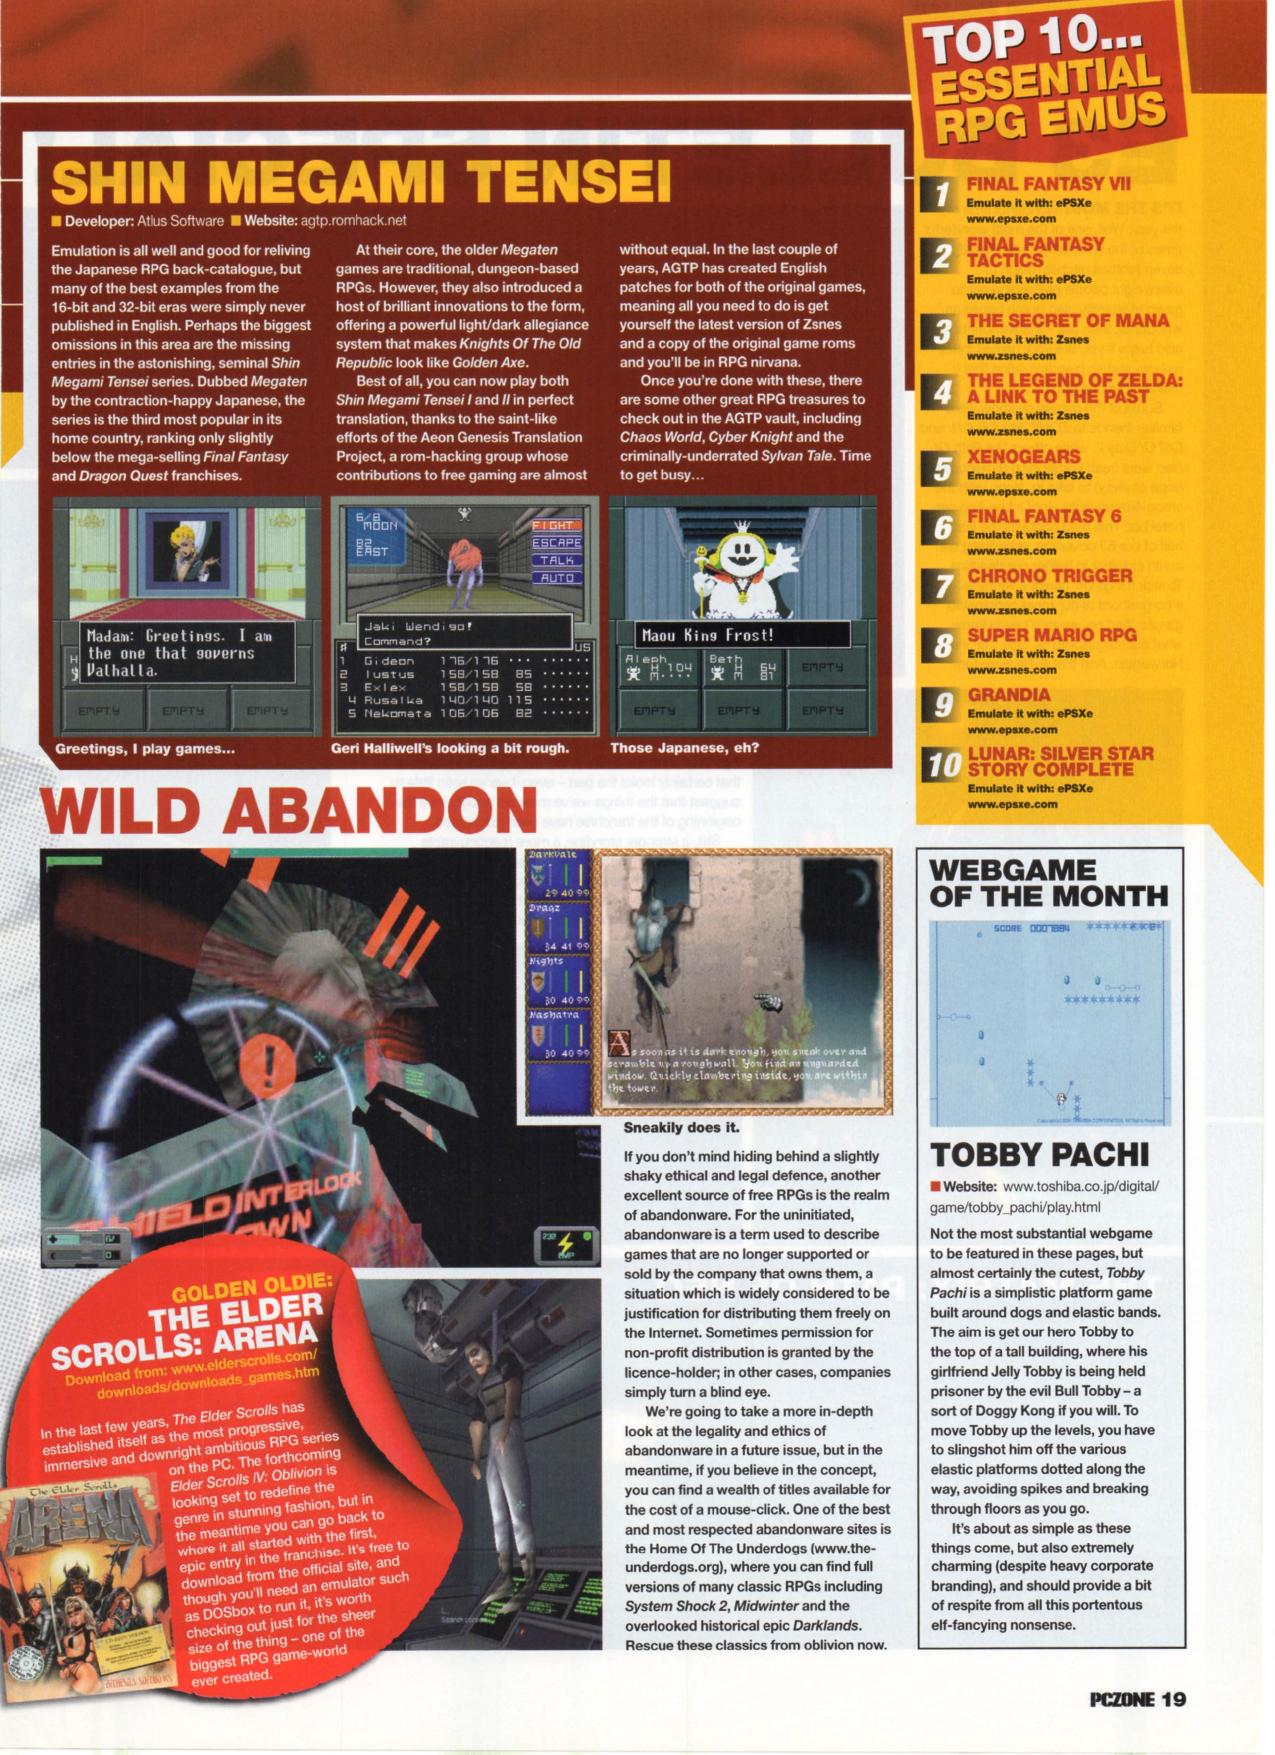 TOP 10...
ESSENTIAL
RPG EMUS
SHIN MEGAMI TENSEI
Developer: Atlus Software Website: agtp.romhack.net
Emulation is all well and good for reliving
the Japanese RPG back-catalogue, but
many of the best examples from the
16-bit and 32-bit eras were simply never
published in English. Perhaps the biggest
omissions in this area are the missing
entries in the astonishing, seminal Shin
Megami Tensei series. Dubbed Megaten
by the contraction-happy Japanese, the
series is the third most popular in its
home country, ranking only slightly
below the mega-selling Final Fantasy
and Dragon Quest franchises.
At their core, the older Megaten
games are traditional, dungeon-based
RPGs. However, they also introduced a
host of brilliant innovations to the form,
offering a powerful light/dark allegiance
system that makes Knights Of The Old
Republic look like Golden Axe.
Best of all, you can now play both
Shin Megami Tensei I and II in perfect
translation, thanks to the saint-like
efforts of the Aeon Genesis Translation
Project, a rom-hacking group whose
contributions to free gaming are almost
without equal. In the last couple of
years, AGTP has created English
patches for both of the original games,
meaning all you need to do is get
yourself the latest version of Zsnes
and a copy of the original game roms
and you'll be in RPG nirvana.
Once you're done with these, there
are some other great RPG treasures to
check out in the AGTP vault, including
Chaos World, Cyber Knight and the
criminally-underrated Sylvan Tale. Time
to get busy...
Madam: Greetings. I am
the one that governs
Valhalla.
EMPTY EMPTY EMPTY
Greetings, I play games...
6/8
MOON
B2
EAST
FIGHT
ESCAPE
TALK
AUTO
Jaki Wendigo!
Command?
1 Gideon 176/176
2 Iustus 158/158 85
3 Exlex 158/158 58
4 Rusalka 140/140 115
5 Nekomata 106/106 82
Geri Halliwell's looking a bit rough.
Maou King Frost!
Aleph Beth
H 104 H 64 EMPTY
M M 81
EMPTY EMPTY EMPTY
Those Japanese, eh?
1 FINAL FANTASY VII
Emulate it with: ePSXe
www.epsxe.com
2 FINAL FANTASY
TACTICS
Emulate it with: ePSXe
www.epsxe.com
3 THE SECRET OF MANA
Emulate it with: Zsnes
www.zsnes.com
4 THE LEGEND OF ZELDA:
A LINK TO THE PAST
Emulate it with: Zsnes
www.zsnes.com
5 XENOGEARS
Emulate it with: ePSXe
www.epsxe.com
6 FINAL FANTASY 6
Emulate it with: Zsnes
www.zsnes.com
7 CHRONO TRIGGER
Emulate it with: Zsnes
www.zsnes.com
8 SUPER MARIO RPG
Emulate it with: Zsnes
www.zsnes.com
9 GRANDIA
Emulate it with: ePSXe
www.epsxe.com
10 LUNAR: SILVER STAR
STORY COMPLETE
Emulate it with: ePSXe
www.epsxe.com
WILD ABANDON
SHIELD INTERLOCK
DOWN
Darkvale
29 40 99
Dragz
34 41 99
Nights
30 40 99
Nashatra
30 40 99
As soon as it is dark enough, you sneak over and
scramble up a rough wall. You find an unguarded
window. Quickly clambering inside, you are within
the tower.
Sneakily does it.
If you don't mind hiding behind a slightly
shaky ethical and legal defence, another
excellent source of free RPGs is the realm
of abandonware. For the uninitiated,
abandonware is a term used to describe
games that are no longer supported or
sold by the company that owns them, a
situation which is widely considered to be
justification for distributing them freely on
the Internet. Sometimes permission for
non-profit distribution is granted by the
licence-holder; in other cases, companies
simply turn a blind eye.
We're going to take a more in-depth
look at the legality and ethics of
abandonware in a future issue, but in the
meantime, if you believe in the concept,
you can find a wealth of titles available for
the cost of a mouse-click. One of the best
and most respected abandonware sites is
the Home Of The Underdogs (www.the-
underdogs.org), where you can find full
versions of many classic RPGs including
System Shock 2, Midwinter and the
overlooked historical epic Darklands.
Rescue these classics from oblivion now.
GOLDEN OLDIE:
THE ELDER
SCROLLS: ARENA
Download from: www.elderscrolls.com/
downloads/downloads_games.htm
In the last few years, The Elder Scrolls has
established itself as the most progressive,
immersive and downright ambitious RPG series
on the PC. The forthcoming
Elder Scrolls IV: Oblivion is
looking set to redefine the
genre in stunning fashion, but in
the meantime you can go back to
where it all started with the first,
epic entry in the franchise. It's free to
download from the official site, and
though you'll need an emulator such
as DOSbox to run it, it's worth
checking out just for the sheer
size of the thing – one of the
biggest RPG game-world
ever created.
The Elder Scrolls
ARENA
WEBGAME
OF THE MONTH
SCORE 0007884
TOBBY PACHI
Website: www.toshiba.co.jp/digital/
game/tobby_pachi/play.html
Not the most substantial webgame
to be featured in these pages, but
almost certainly the cutest, Tobby
Pachi is a simplistic platform game
built around dogs and elastic bands.
The aim is get our hero Tobby to
the top of a tall building, where his
girlfriend Jelly Tobby is being held
prisoner by the evil Bull Tobby – a
sort of Doggy Kong if you will. To
move Tobby up the levels, you have
to slingshot him off the various
elastic platforms dotted along the
way, avoiding spikes and breaking
through floors as you go.
It's about as simple as these
things come, but also extremely
charming (despite heavy corporate
branding), and should provide a bit
of respite from all this portentous
elf-fancying nonsense.
PCZONE 19